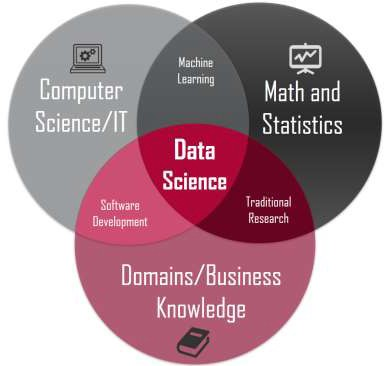 Machine
Learning
Computer
Science/IT
Math and
Statistics
Data
Science
Software
Development
Traditional
Research
Domains/Business
Knowledge